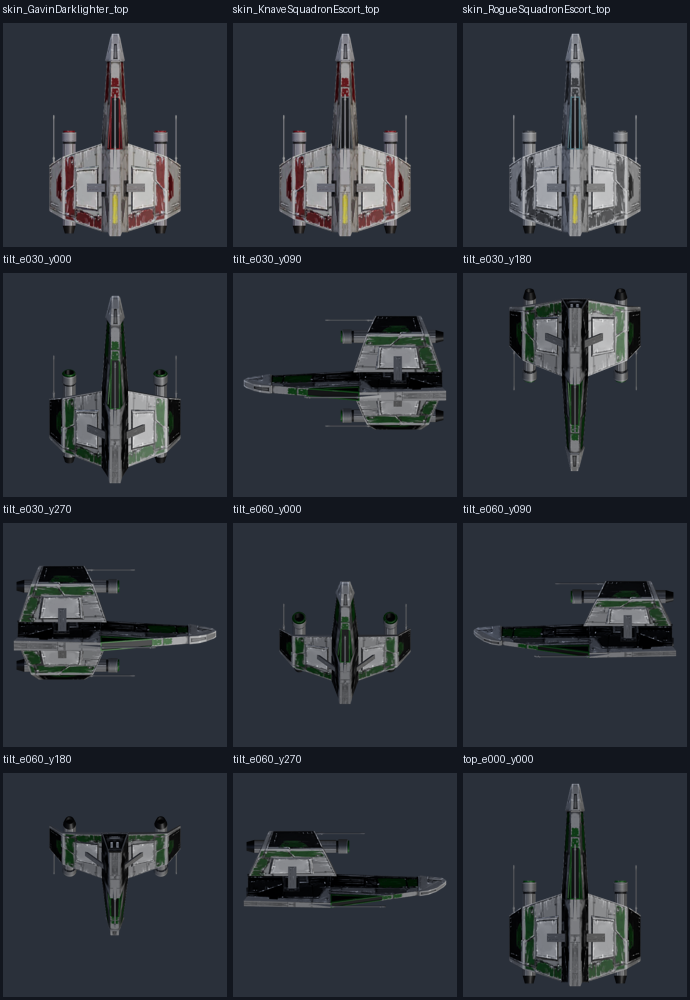 skin_GavinDarklighter_top
skin_KnaveSquadronEscort_top
skin_RogueSquadronEscort_top
tilt_e030_y000
tilt_e030_y090
tilt_e030_y180
tilt_e030_y270
tilt_e060_y000
tilt_e060_y090
tilt_e060_y180
tilt_e060_y270
top_e000_y000